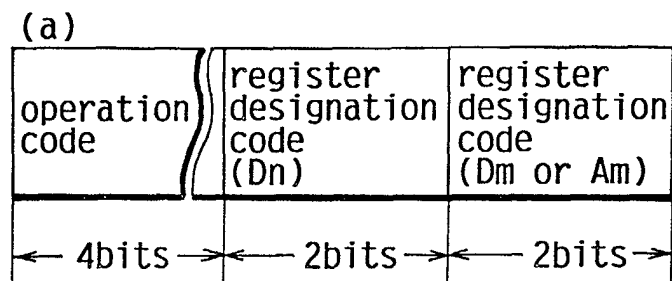 (a)
operation
code
register
designation
code
(Dn)
register
designation
code
(Dm or Am)
4bits
2bits
2bits